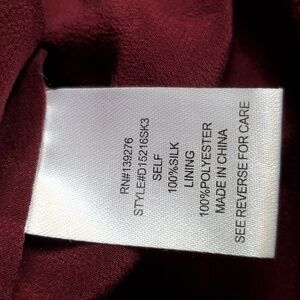 RN#139276
STYLE#D15216SK3
SELF
100%SILK
LINING
100%POLYESTER
MADE IN CHINA
SEE REVERSE FOR CARE